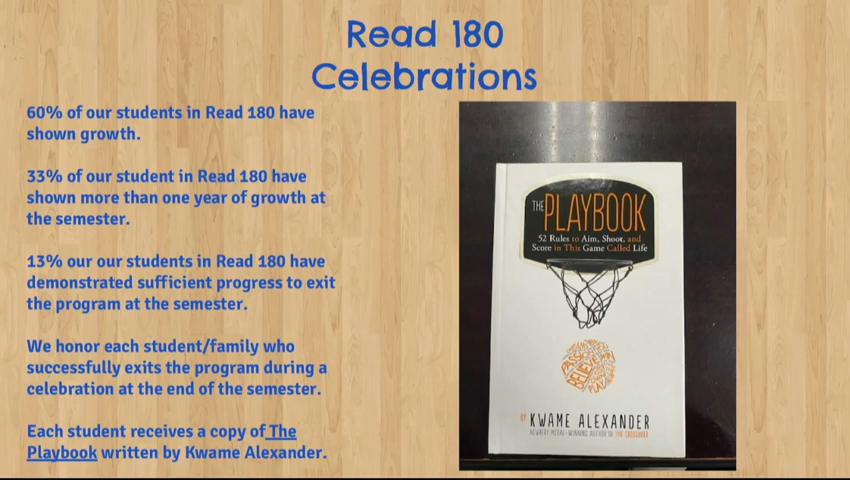 Read 180
Celebrations
60% of our students in Read 180 have
shown growth.
33% of our student in Read 180 have
shown more than one year of growth at
the semester.
13% our our students in Read 180 have
demonstrated sufficient progress to exit
the program at the semester.
We honor each student/family who
successfully exits the program during a
celebration at the end of the semester.
Each student receives a copy of The
Playbook written by Kwame Alexander.
THE PLAYBOOK
52 Rules to Aim, Shoot, and
Score in This Game Called Life
PASSION
BELIEVE
BY KWAME ALEXANDER
NEWBERY MEDAL-WINNING AUTHOR OF THE CROSSOVER